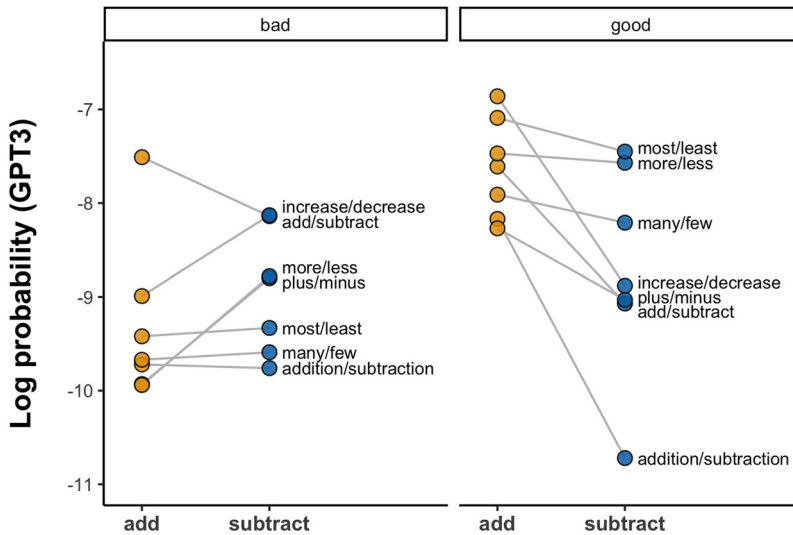 bad
good
Log probability (GPT3)
-7
-8
-9
-10
-11
increase/decrease
add/subtract
more/less
plus/minus
most/least
many/few
addition/subtraction
most/least
more/less
many/few
increase/decrease
plus/minus
add/subtract
addition/subtraction
add
subtract
add
subtract